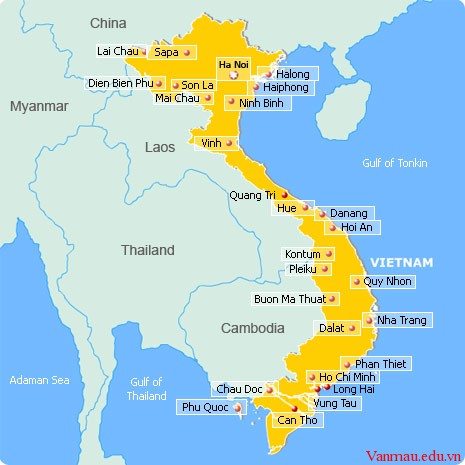 China
Lai Chau
Sapa
Ha Noi
Halong
Dien Bien Phu
Son La
Haiphong
Mai Chau
Ninh Binh
Myanmar
Vinh
Laos
Gulf of Tonkin
Quang Tri
Hue
Danang
Hoi An
Thailand
Kontum
VIETNAM
Pleiku
Quy Nhon
Buon Ma Thuat
Nha Trang
Cambodia
Dalat
Phan Thiet
Ho Chi Minh
Adaman Sea
Gulf of
Thailand
Chau Doc
Long Hai
Vung Tau
Phu Quoc
Can Tho
Vanmau.edu.vn